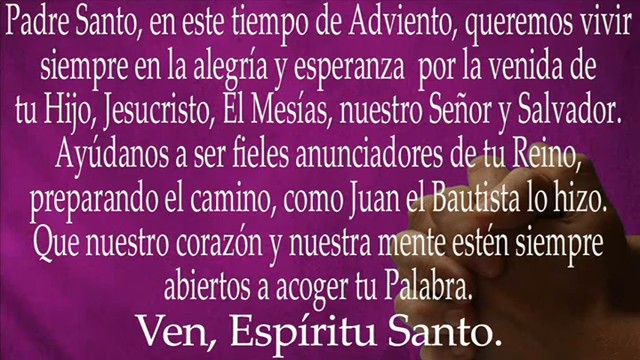 Padre Santo, en este tiempo de Adviento, queremos vivir
siempre en la alegría y esperanza por la venida de
tu Hijo, Jesucristo, El Mesías, nuestro Señor y Salvador.
Ayúdanos a ser fieles anunciadores de tu Reino,
preparando el camino, como Juan el Bautista lo hizo.
Que nuestro corazón y nuestra mente estén siempre
abiertos a acoger tu Palabra.
Ven, Espíritu Santo.